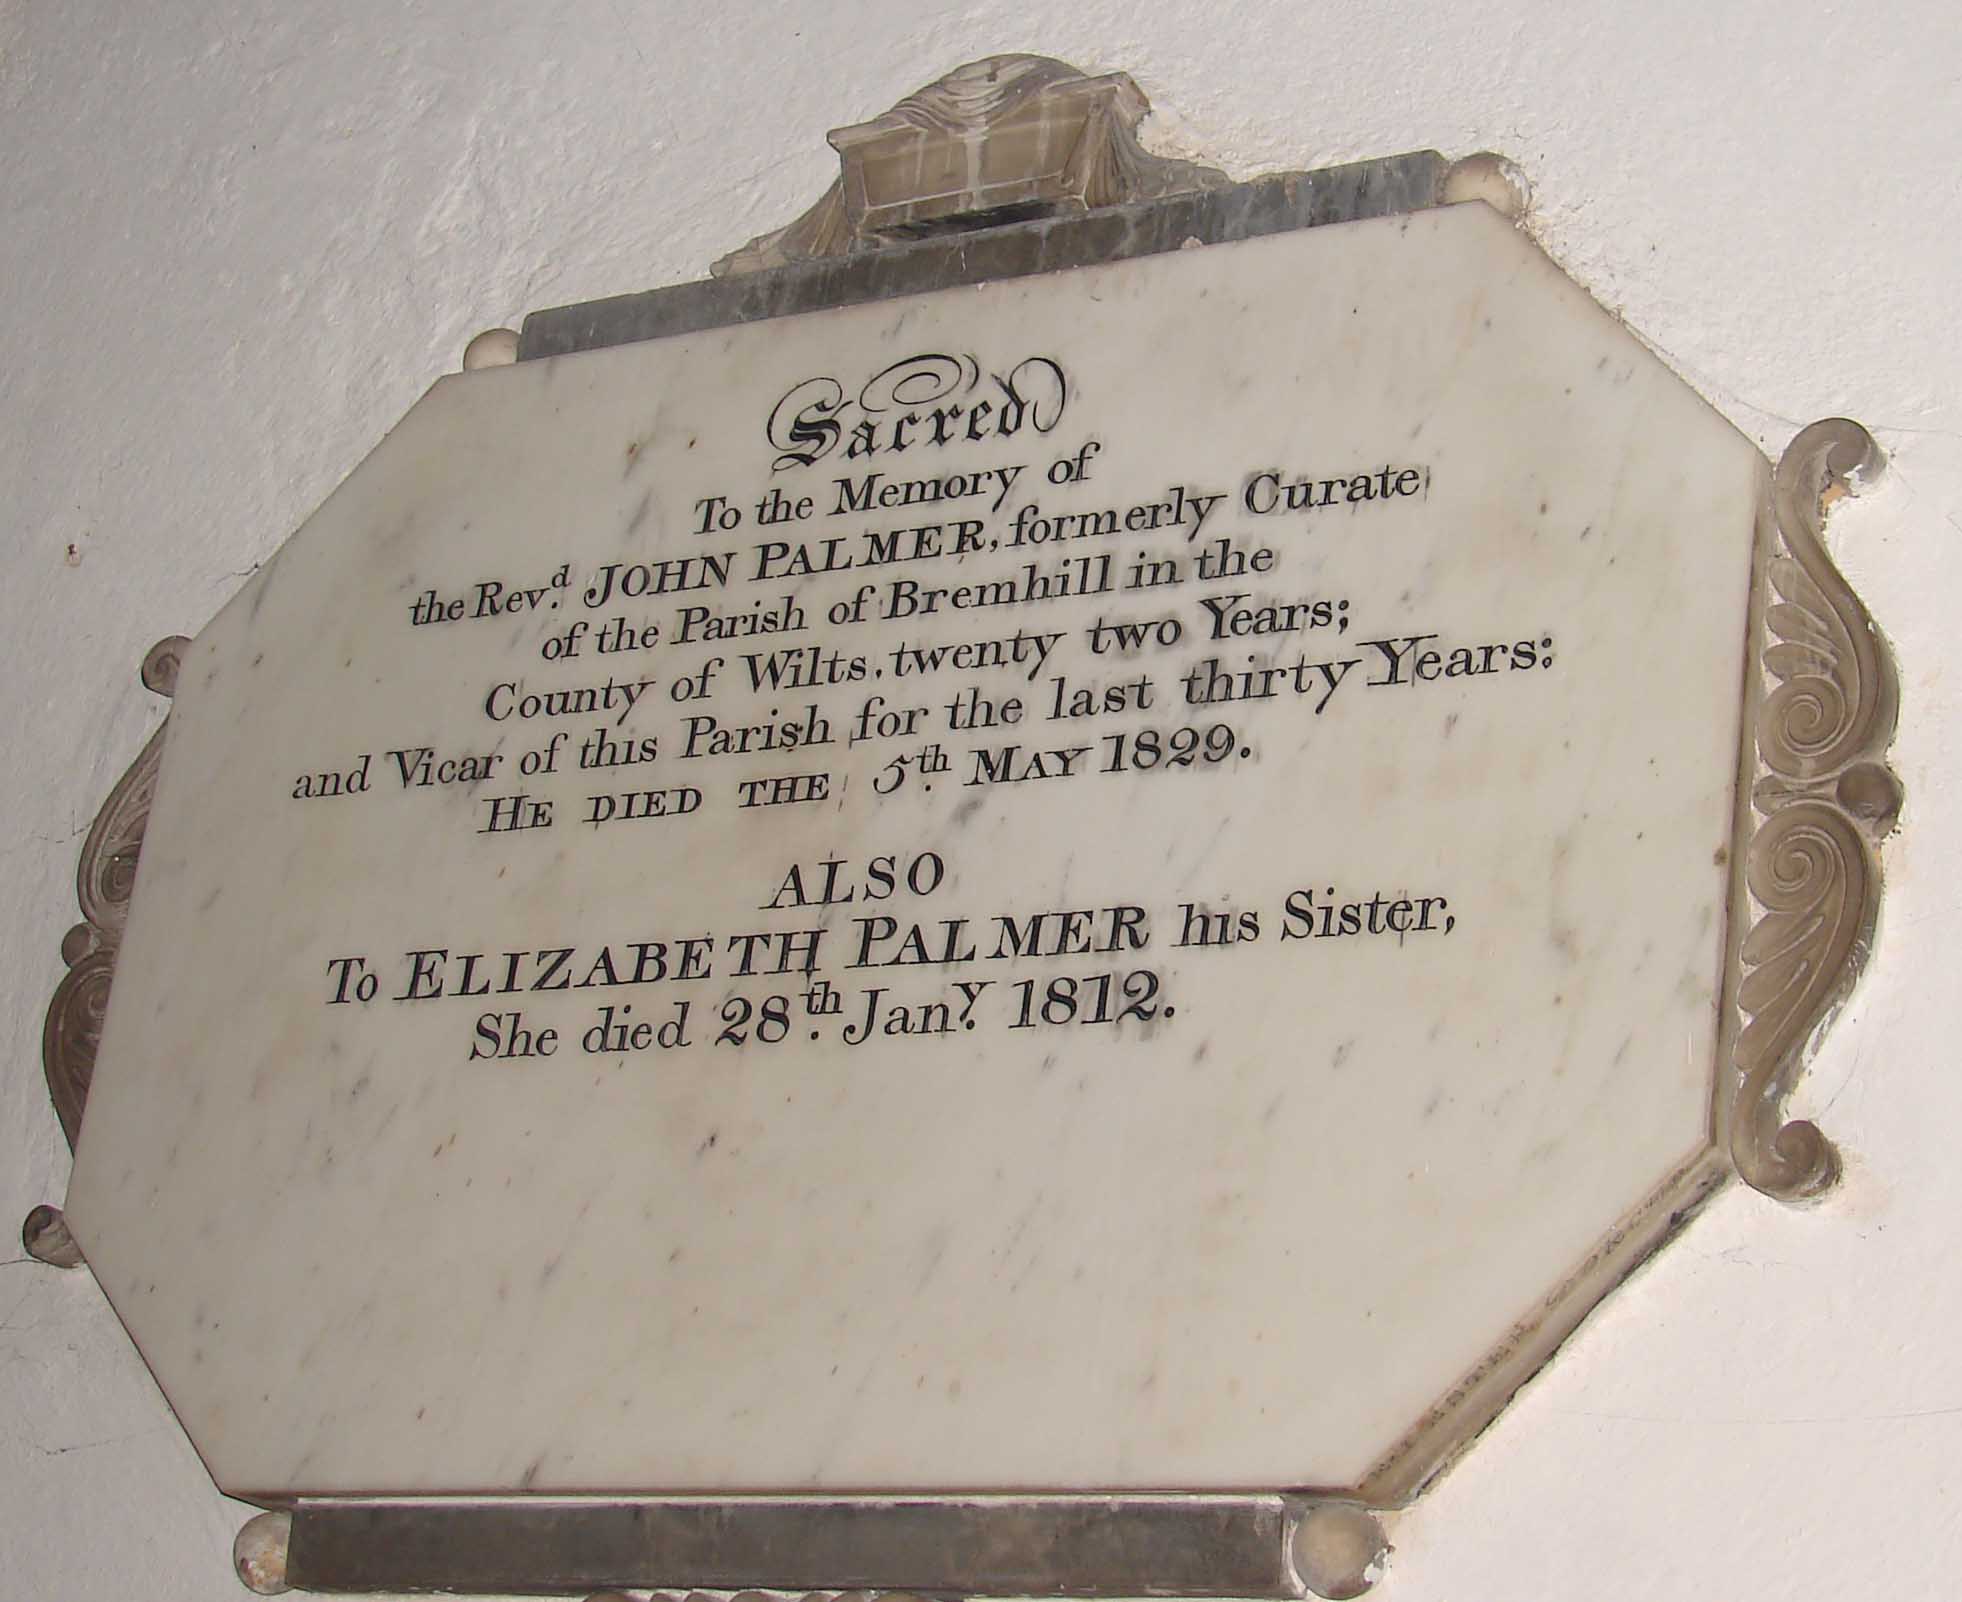 Sacred
To the Memory of
the Rev.d JOHN PALMER, formerly Curate
of the Parish of Bremhill in the
County of Wilts. twenty two Years;
and Vicar of this Parish for the last thirty Years:
HE DIED THE 5th. MAY 1829.
ALSO
To ELIZABETH PALMER his Sister,
She died 28th. Jany. 1812.